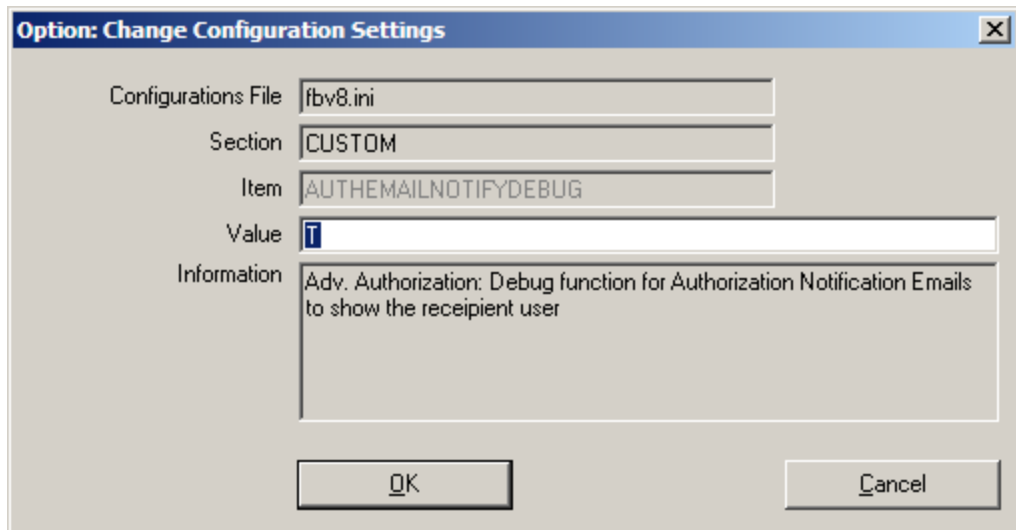 Option: Change Configuration Settings
Configurations File fbv8.ini
Section CUSTOM
Item AUTHEMAILNOTIFYDEBUG
Value T
Information Adv. Authorization: Debug function for Authorization Notification Emails
to show the receipient user
OK Cancel